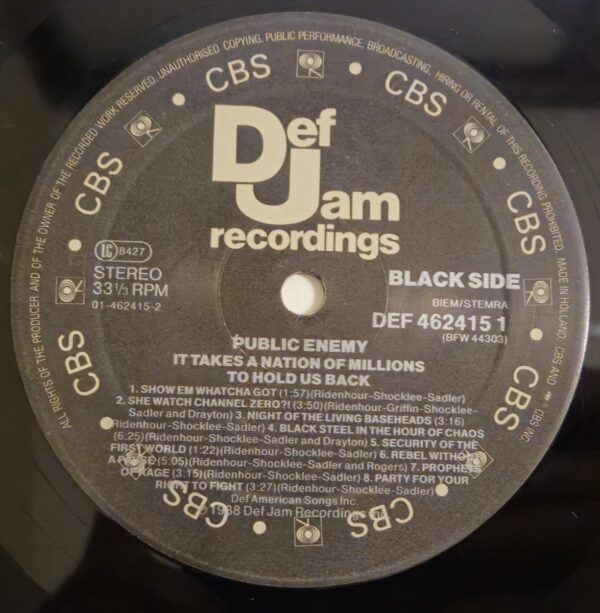 ALL RIGHTS OF THE PRODUCER AND OF THE OWNER OF THE RECORDED WORK RESERVED. UNAUTHORISED COPYING, PUBLIC PERFORMANCE, BROADCASTING, HIRING OR RENTAL OF THIS RECORDING PROHIBITED. MADE IN HOLLAND. CBS AND CBS INC.
CBS CBS CBS CBS CBS CBS CBS CBS
Def
Jam
recordings
LC 8427
STEREO
33⅓ RPM
01-462415-2
BLACK SIDE
BIEM/STEMRA
DEF 462415 1
(BFW 44303)
PUBLIC ENEMY
IT TAKES A NATION OF MILLIONS
TO HOLD US BACK
1. SHOW EM WHATCHA GOT (1:57)(Ridenhour-Shocklee-Sadler)
2. SHE WATCH CHANNEL ZERO?! (3:50)(Ridenhour-Griffin-Shocklee-
Sadler and Drayton) 3. NIGHT OF THE LIVING BASEHEADS (3:16)
(Ridenhour-Shocklee-Sadler) 4. BLACK STEEL IN THE HOUR OF CHAOS
(6:25)(Ridenhour-Shocklee-Sadler and Drayton) 5. SECURITY OF THE
FIRST WORLD (1:22)(Ridenhour-Shocklee-Sadler) 6. REBEL WITHOUT
A PAUSE (5:05)(Ridenhour-Shocklee-Sadler and Rogers) 7. PROPHETS
OF RAGE (3:15)(Ridenhour-Shocklee-Sadler) 8. PARTY FOR YOUR
RIGHT TO FIGHT (3:27)(Ridenhour-Shocklee-Sadler)
Def American Songs Inc.
1988 Def Jam Recordings